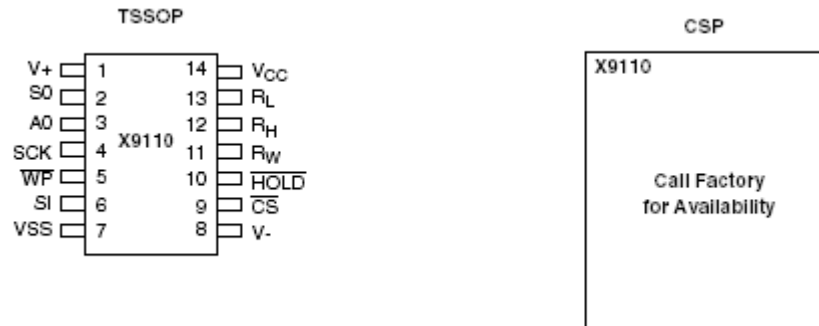 TSSOP
V+ 1 14 VCC
S0 2 13 RL
A0 3 12 RH
X9110
SCK 4 11 RW
WP 5 10 HOLD
SI 6 9 CS
VSS 7 8 V-
CSP
X9110
Call Factory
for Availability